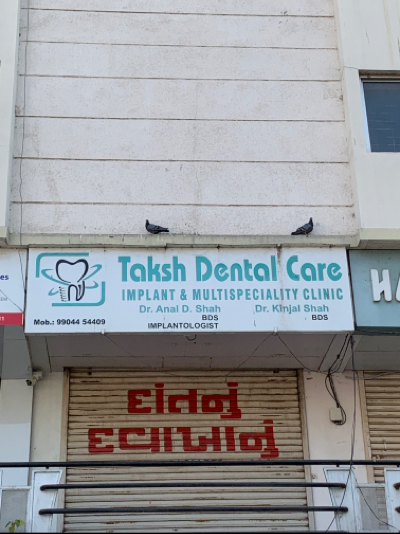 Taksh Dental Care
IMPLANT & MULTISPECIALITY CLINIC
Dr. Anal D. Shah
BDS
IMPLANTOLOGIST
Dr. Kinjal Shah
BDS
Mob.: 99044 54409
દાંતનું
દવાખાનું
HA